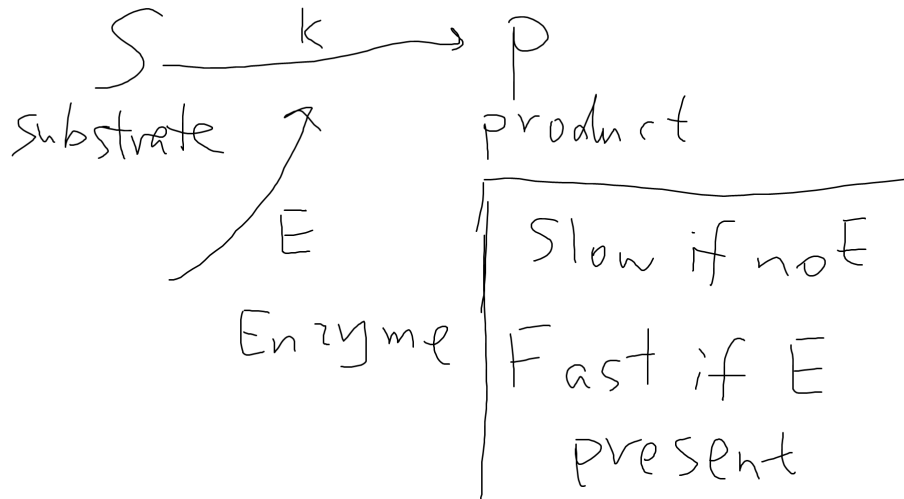 S k P
substrate
product
E
Enzyme
Slow if not E
Fast if E
present